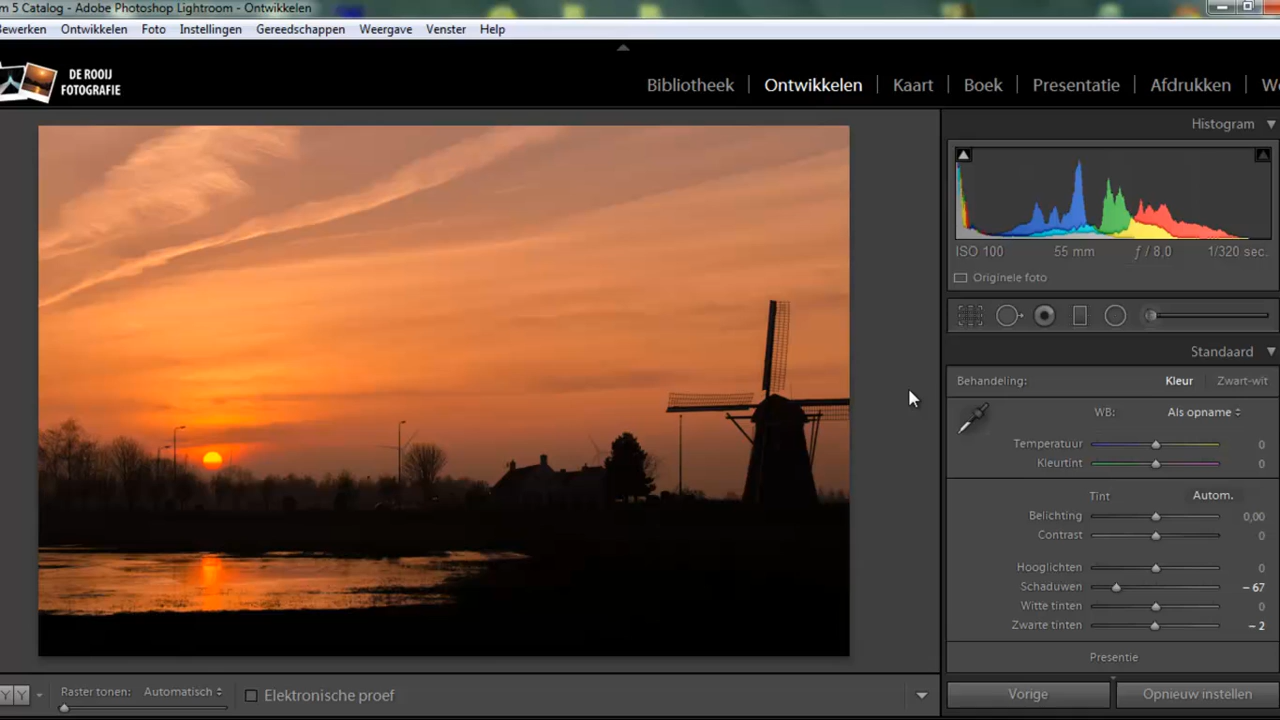 m 5 Catalog - Adobe Photoshop Lightroom - Ontwikkelen
Bewerken Ontwikkelen Foto Instellingen Gereedschappen Weergave Venster Help
DE ROOIJ
FOTOGRAFIE
Bibliotheek Ontwikkelen Kaart Boek Presentatie Afdrukken W
Histogram
ISO 100 55 mm ƒ / 8,0 1/320 sec.
Originele foto
Standaard
Behandeling: Kleur Zwart-wit
WB: Als opname
Temperatuur 0
Kleurtint 0
Tint Autom.
Belichting 0,00
Contrast 0
Hooglichten 0
Schaduwen - 67
Witte tinten 0
Zwarte tinten - 2
Presentie
Y Y Raster tonen: Automatisch Elektronische proef
Vorige Opnieuw instellen